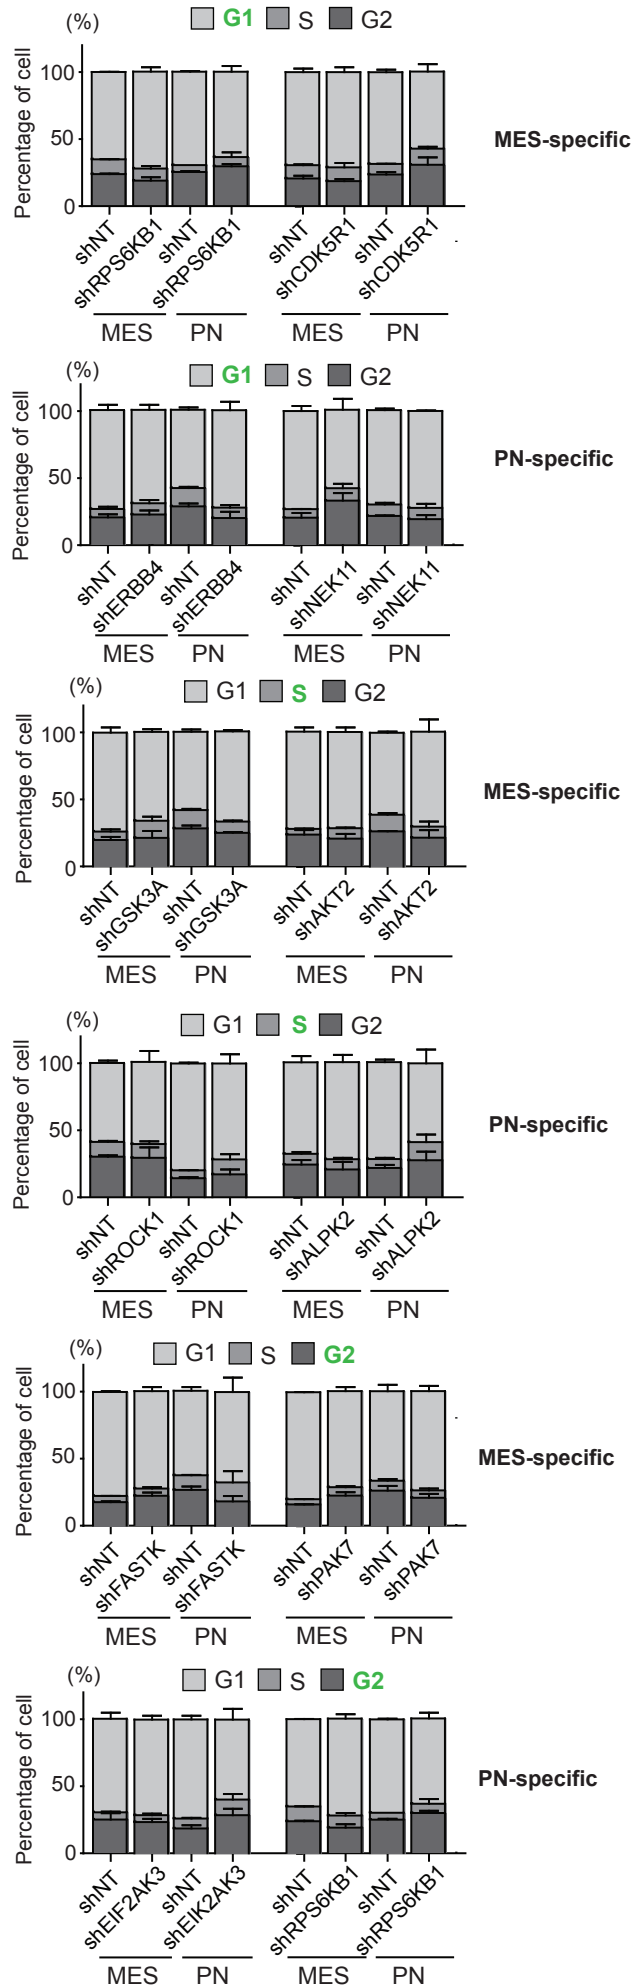 (%) G1 S G2
Percentage of cell
100
50
0
shNT shRPS6KB1 shNT shRPS6KB1 shNT shCDK5R1 shNT shCDK5R1
MES PN MES PN
MES-specific
(%) G1 S G2
100
50
0
shNT shERBB4 shNT shERBB4 shNT shNEK11 shNT shNEK11
MES PN MES PN
PN-specific
(%) G1 S G2
Percentage of cell
100
50
0
shNT shGSK3A shNT shGSK3A shNT shAKT2 shNT shAKT2
MES PN MES PN
MES-specific
(%) G1 S G2
Percentage of cell
100
50
0
shNT shROCK1 shNT shROCK1 shNT shALPK2 shNT shALPK2
MES PN MES PN
PN-specific
(%) G1 S G2
Percentage of cell
100
50
0
shNT shFASTK shNT shFASTK shNT shPAK7 shNT shPAK7
MES PN MES PN
MES-specific
(%) G1 S G2
Percentage of cell
100
50
0
shNT shEIF2AK3 shNT shEIK2AK3 shNT shRPS6KB1 shNT shRPS6KB1
MES PN MES PN
PN-specific